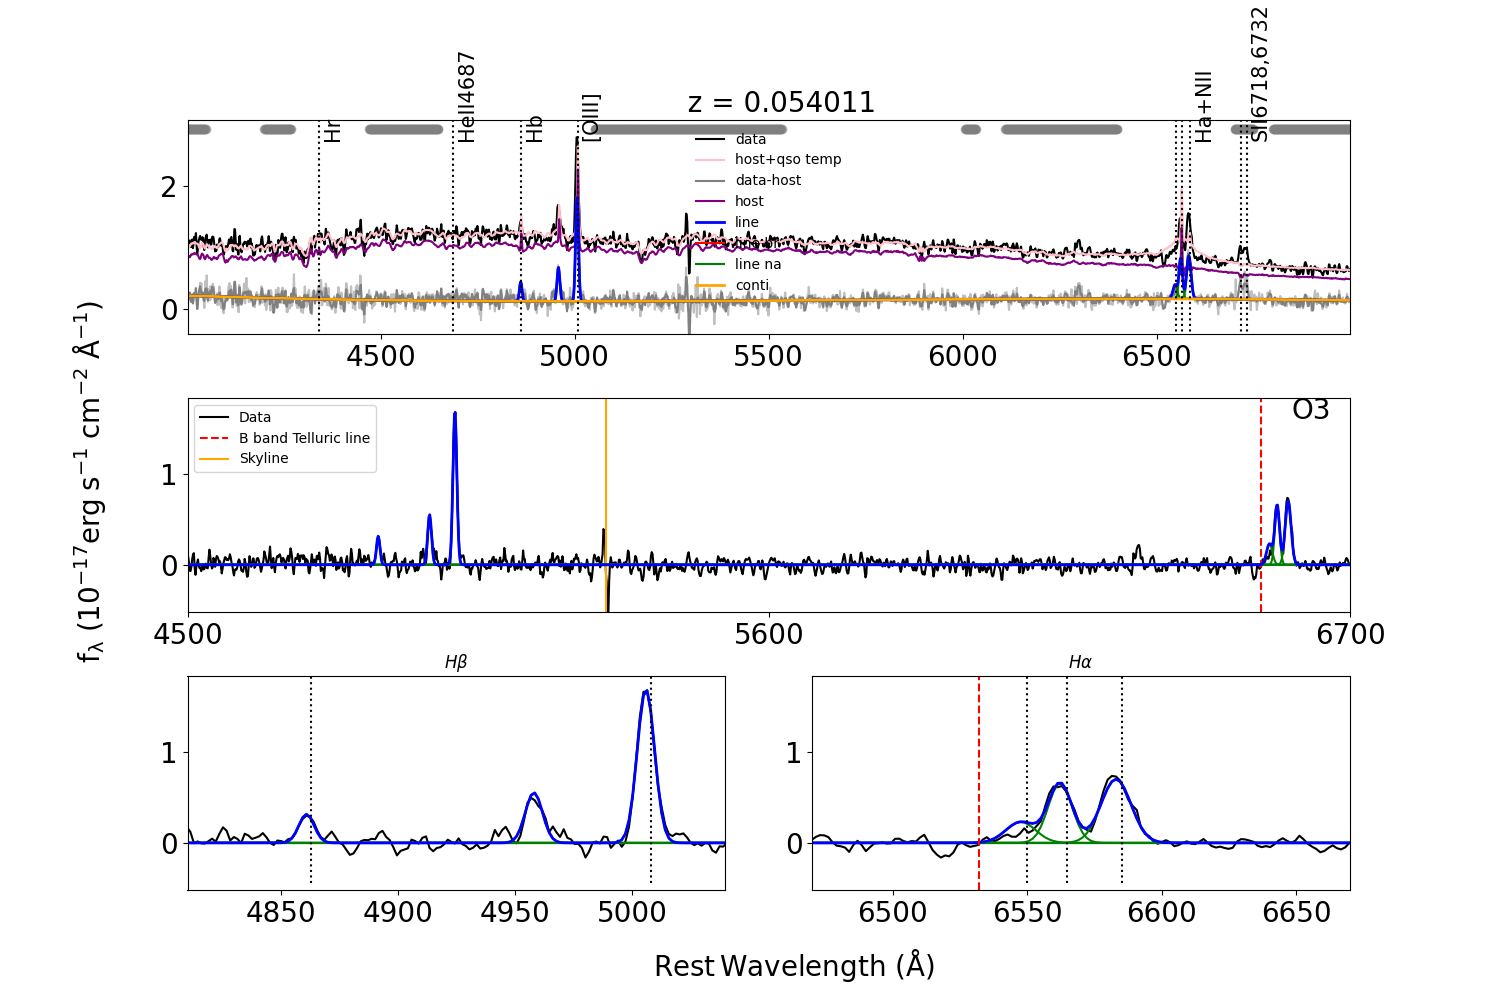 z = 0.054011
Hr
HeII4687
Hb
[OIII]
Ha+NII
SII6718,6732
data
host+qso temp
data-host
host
line
line na
conti
2
0
4500
5000
5500
6000
6500
fλ (10⁻¹⁷erg s⁻¹ cm⁻² Å⁻¹)
Data
B band Telluric line
Skyline
O3
1
0
4500
5600
6700
Hβ
1
0
4850
4900
4950
5000
Hα
1
0
6500
6550
6600
6650
Rest Wavelength (Å)